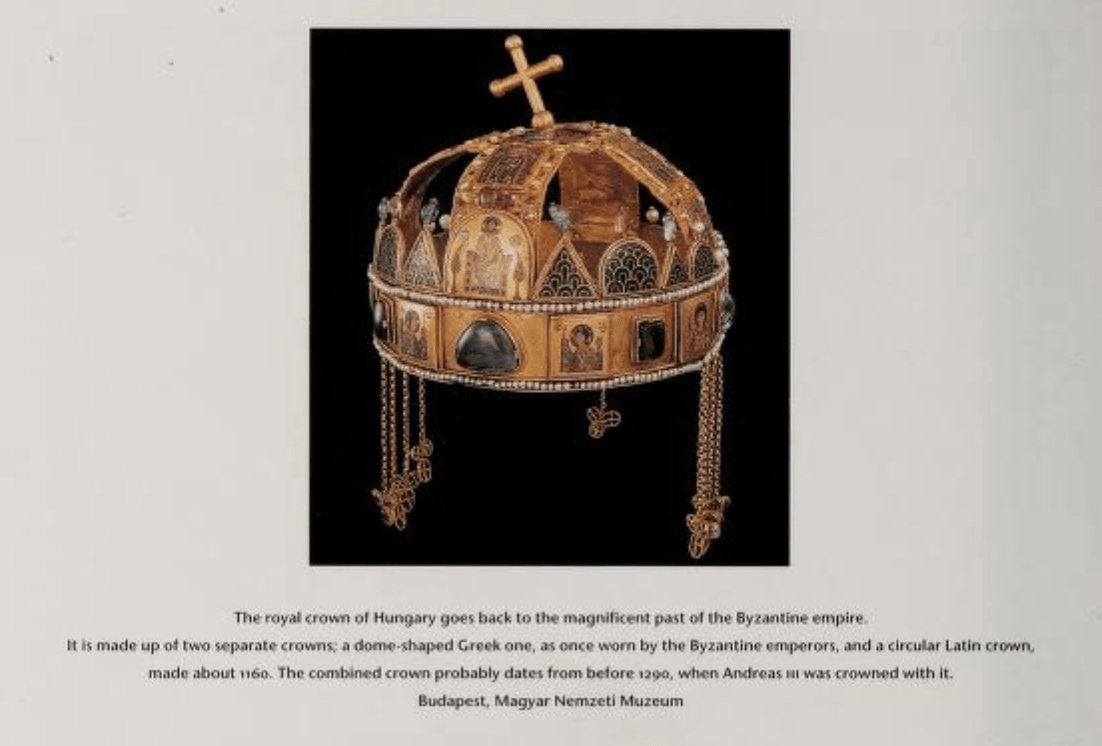 The royal crown of Hungary goes back to the magnificent past of the Byzantine empire.
It is made up of two separate crowns; a dome-shaped Greek one, as once worn by the Byzantine emperors, and a circular Latin crown,
made about 1160. The combined crown probably dates from before 1290, when Andreas III was crowned with it.
Budapest, Magyar Nemzeti Muzeum